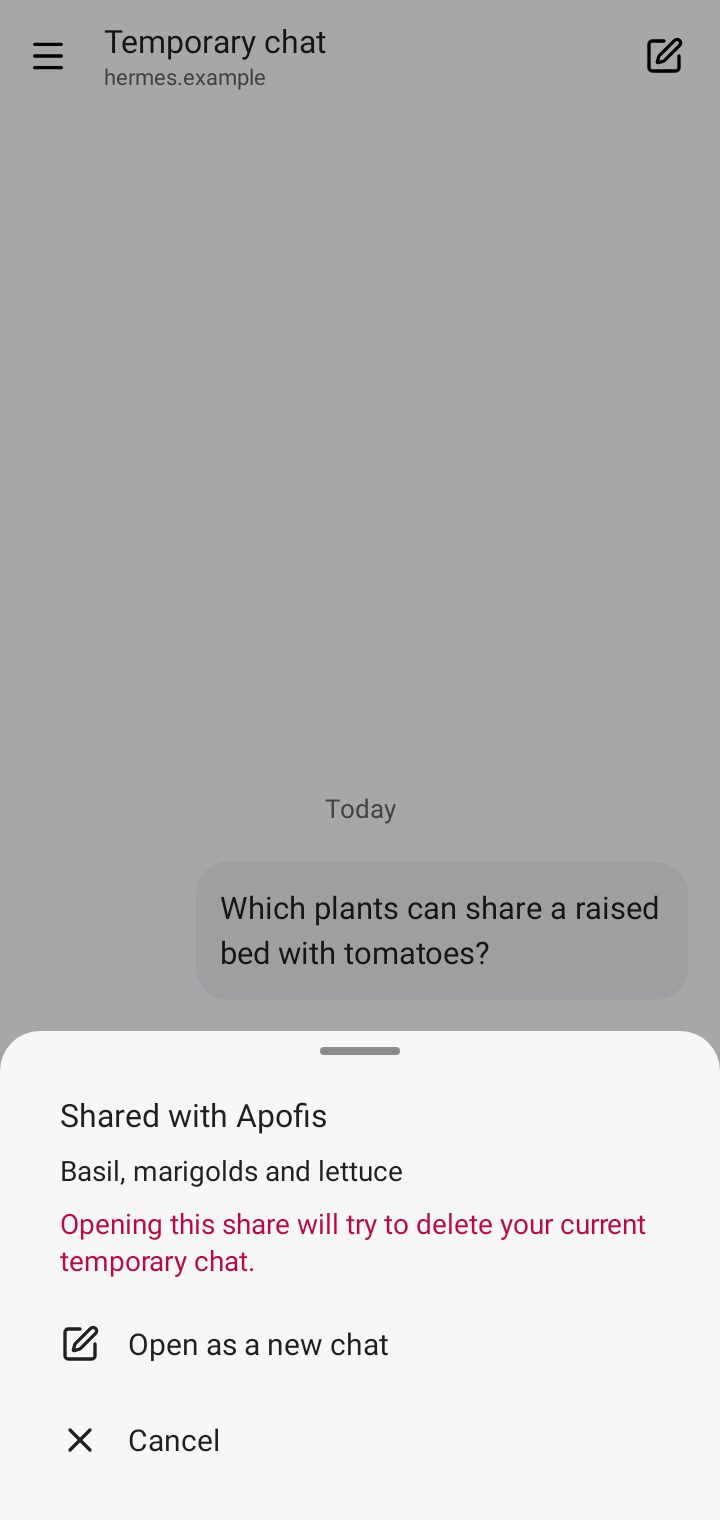 Temporary chat
hermes.example
Today
Which plants can share a raised
bed with tomatoes?
Shared with Apofis
Basil, marigolds and lettuce
Opening this share will try to delete your current
temporary chat.
Open as a new chat
Cancel